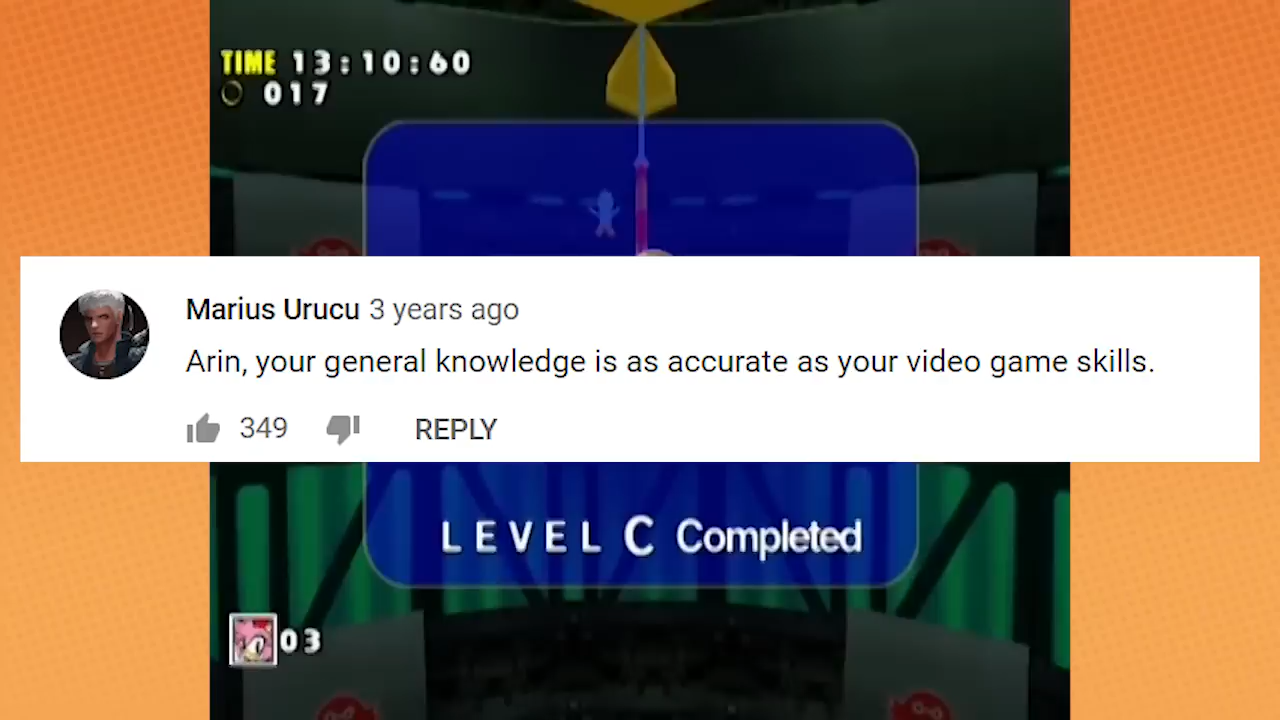 TIME 13:10:60
017
Marius Urucu 3 years ago
Arin, your general knowledge is as accurate as your video game skills.
349 REPLY
LEVEL C Completed
03